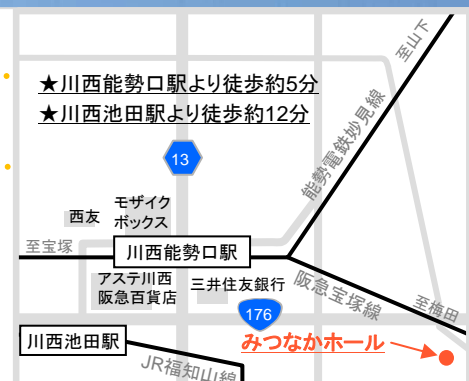 至山下
★川西能勢口駅より徒歩約5分
★川西池田駅より徒歩約12分
能勢電鉄妙見線
13
モザイク
ボックス
西友
至宝塚
川西能勢口駅
アステ川西
阪急百貨店
三井住友銀行
阪急宝塚線
至梅田
176
みつなかホール
川西池田駅
JR福知山線